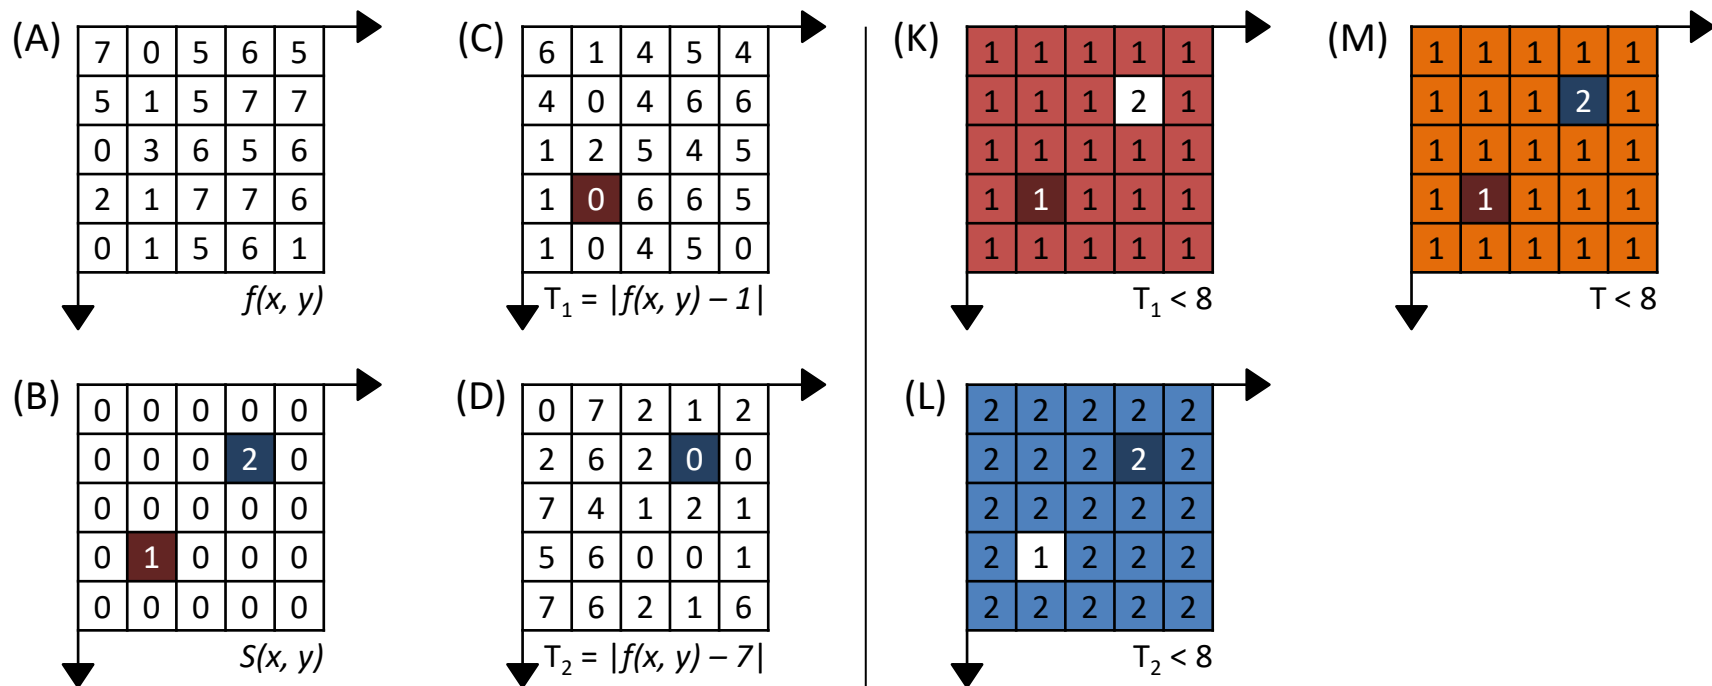 (A)
7 0 5 6 5
5 1 5 7 7
0 3 6 5 6
2 1 7 7 6
0 1 5 6 1
f(x, y)
(C)
6 1 4 5 4
4 0 4 6 6
1 2 5 4 5
1 0 6 6 5
1 0 4 5 0
T₁ = |f(x, y) – 1|
(K)
1 1 1 1 1
1 1 1 2 1
1 1 1 1 1
1 1 1 1 1
1 1 1 1 1
T₁ < 8
(M)
1 1 1 1 1
1 1 1 2 1
1 1 1 1 1
1 1 1 1 1
1 1 1 1 1
T < 8
(B)
0 0 0 0 0
0 0 0 2 0
0 0 0 0 0
0 1 0 0 0
0 0 0 0 0
S(x, y)
(D)
0 7 2 1 2
2 6 2 0 0
7 4 1 2 1
5 6 0 0 1
7 6 2 1 6
T₂ = |f(x, y) – 7|
(L)
2 2 2 2 2
2 2 2 2 2
2 2 2 2 2
2 1 2 2 2
2 2 2 2 2
T₂ < 8